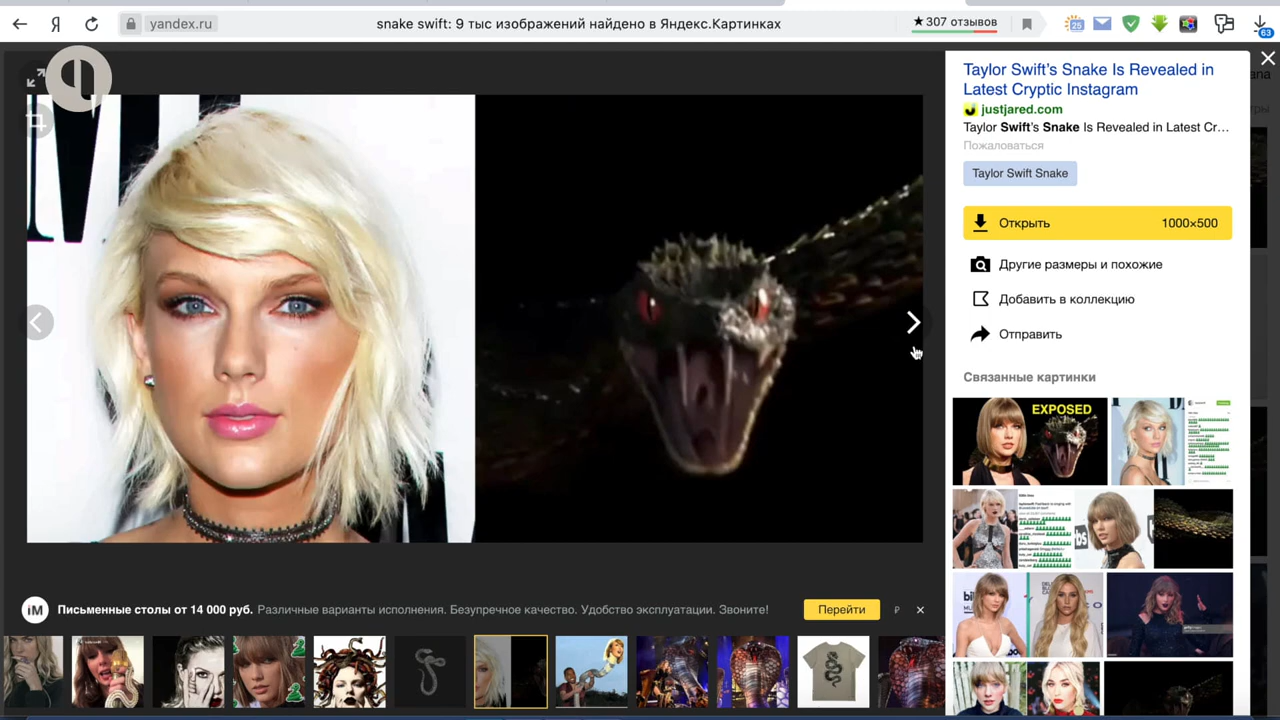 Я
yandex.ru
snake swift: 9 тыс изображений найдено в Яндекс.Картинках
★307 отзывов
25
63
Taylor Swift's Snake Is Revealed in
Latest Cryptic Instagram
justjared.com
Taylor Swift's Snake Is Revealed in Latest Cr...
Пожаловаться
Taylor Swift Snake
Открыть
1000×500
Другие размеры и похожие
Добавить в коллекцию
Отправить
Связанные картинки
EXPOSED
iM
Письменные столы от 14 000 руб. Различные варианты исполнения. Безупречное качество. Удобство эксплуатации. Звоните!
Перейти
₽